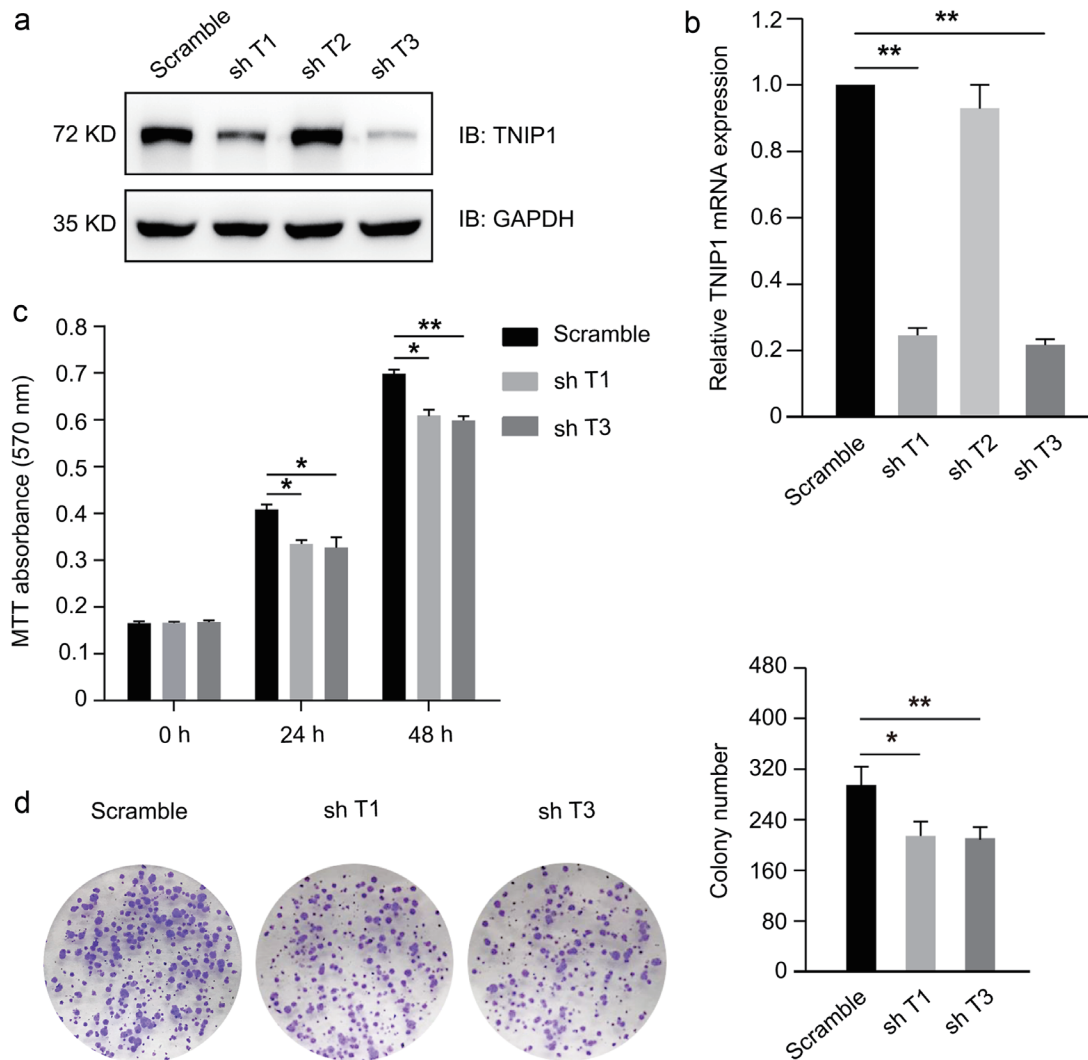 a
Scramble
sh T1
sh T2
sh T3
72 KD
IB: TNIP1
35 KD
IB: GAPDH
b
Relative TNIP1 mRNA expression
1.2
1.0
0.8
0.6
0.4
0.2
0
**
**
Scramble
sh T1
sh T2
sh T3
c
MTT absorbance (570 nm)
0.8
0.7
0.6
0.5
0.4
0.3
0.2
0.1
0
*
*
**
*
0 h
24 h
48 h
Scramble
sh T1
sh T3
d
Scramble
sh T1
sh T3
Colony number
480
400
320
240
160
80
0
**
*
Scramble
sh T1
sh T3